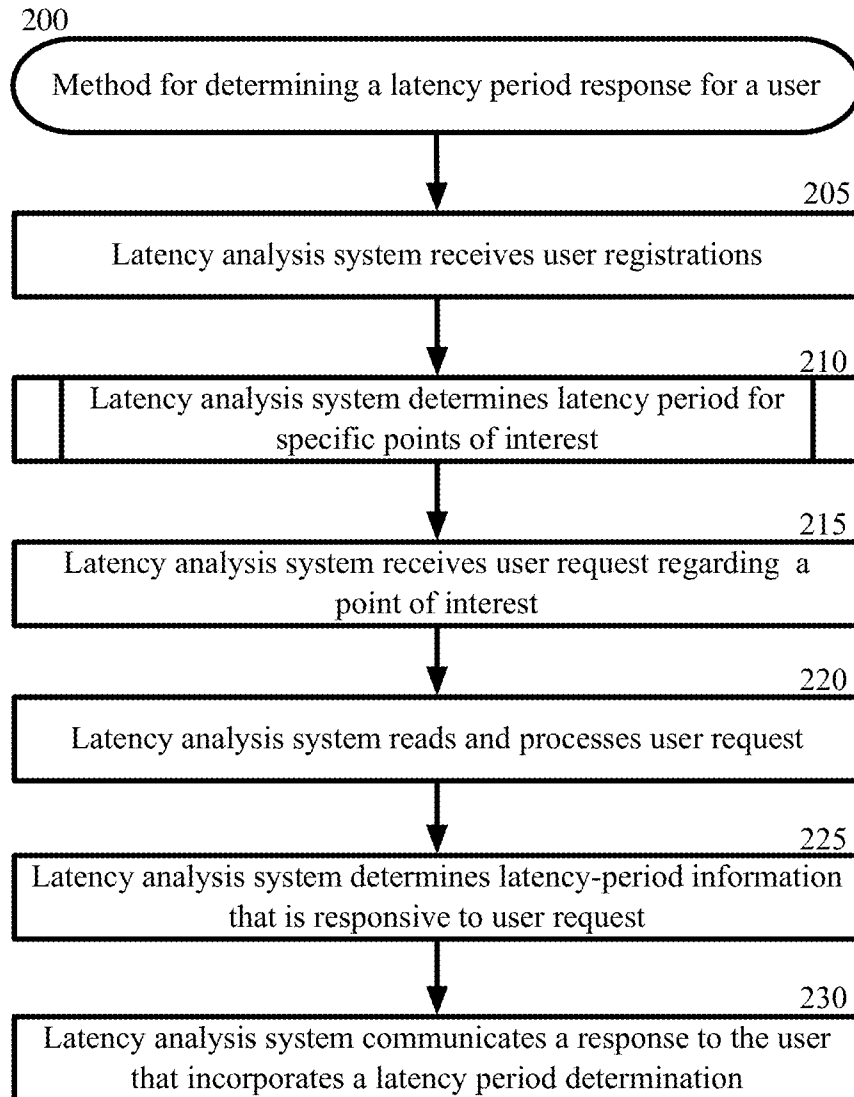 200
Method for determining a latency period response for a user
205
Latency analysis system receives user registrations
210
Latency analysis system determines latency period for
specific points of interest
215
Latency analysis system receives user request regarding a
point of interest
220
Latency analysis system reads and processes user request
225
Latency analysis system determines latency-period information
that is responsive to user request
230
Latency analysis system communicates a response to the user
that incorporates a latency period determination